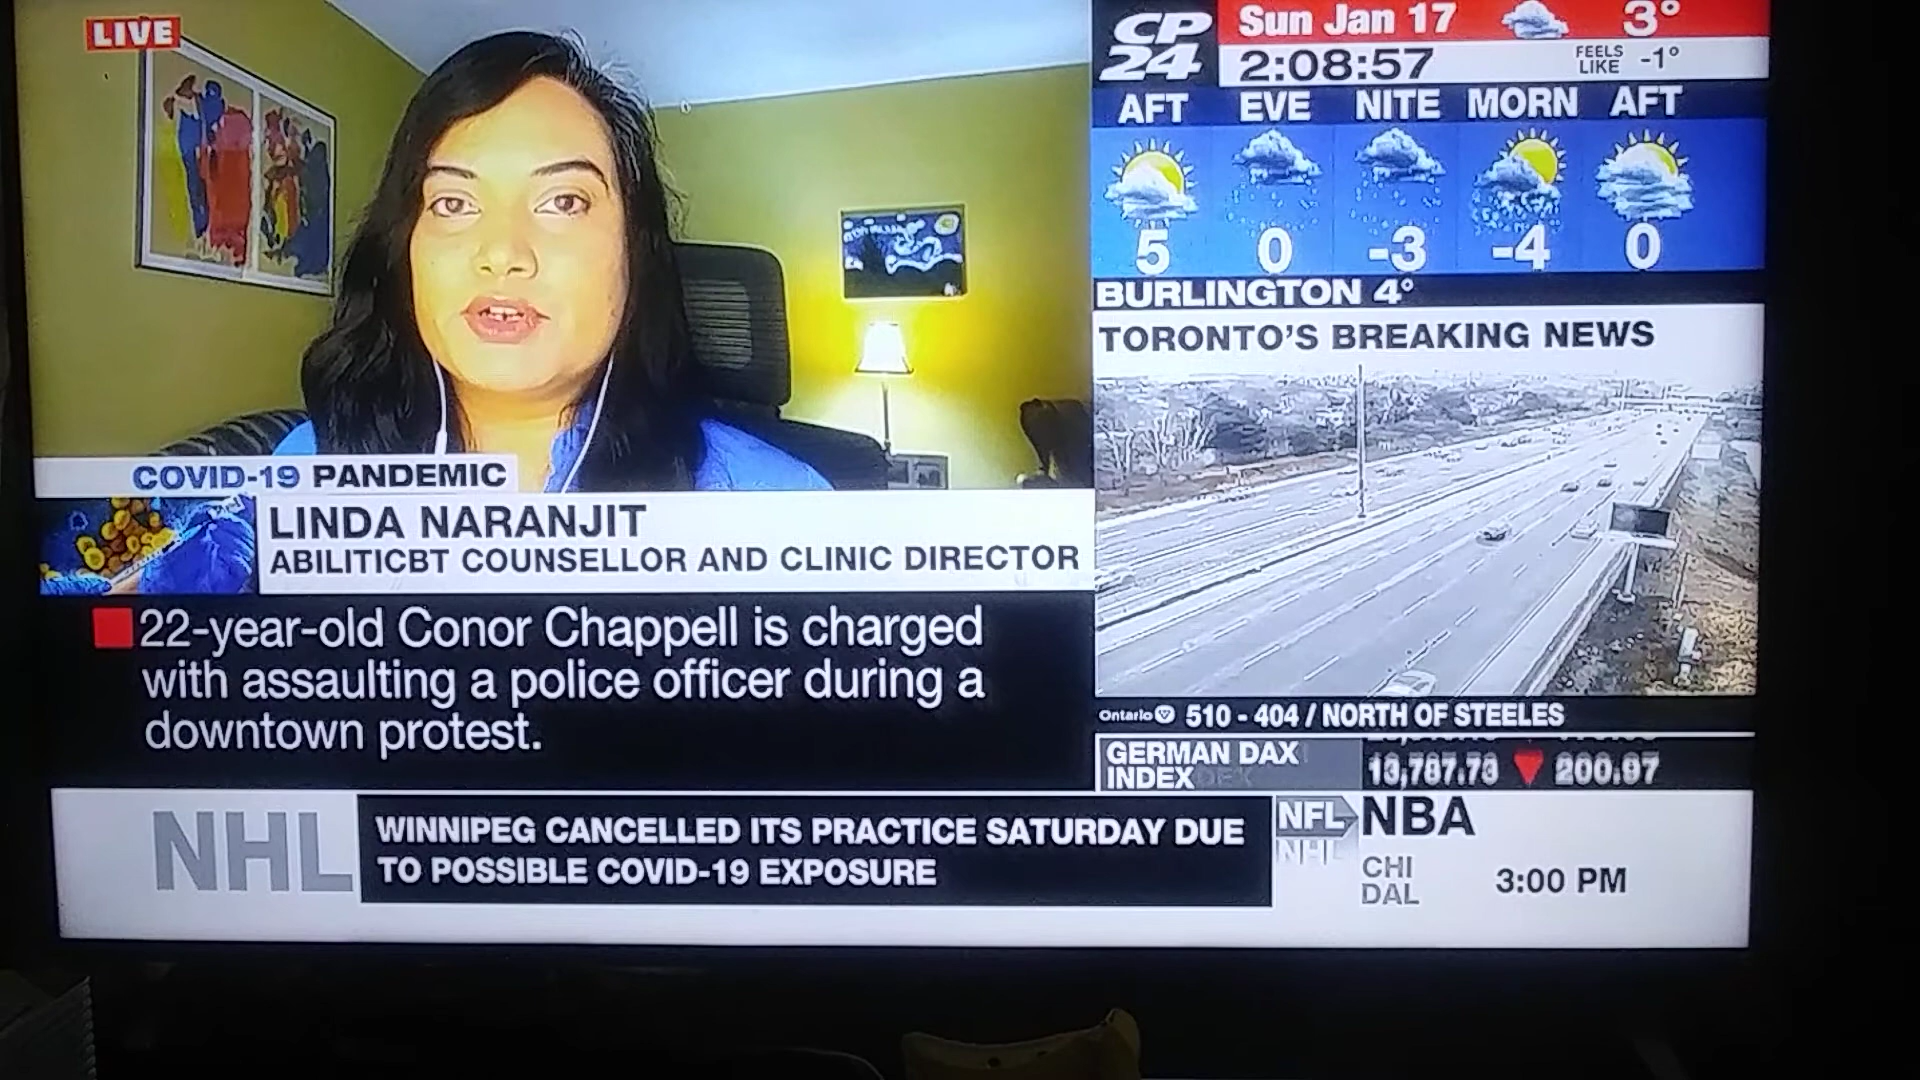 LIVE
COVID-19 PANDEMIC
LINDA NARANJIT
ABILITICBT COUNSELLOR AND CLINIC DIRECTOR
22-year-old Conor Chappell is charged
with assaulting a police officer during a
downtown protest.
CP
24
Sun Jan 17 3°
2:08:57 FEELS LIKE -1°
AFT EVE NITE MORN AFT
5 0 -3 -4 0
BURLINGTON 4°
TORONTO'S BREAKING NEWS
Ontario 510 - 404 / NORTH OF STEELES
GERMAN DAX
INDEX
13,787.73 200.97
NHL
WINNIPEG CANCELLED ITS PRACTICE SATURDAY DUE
TO POSSIBLE COVID-19 EXPOSURE
NFL NBA
NHL
CHI
DAL
3:00 PM